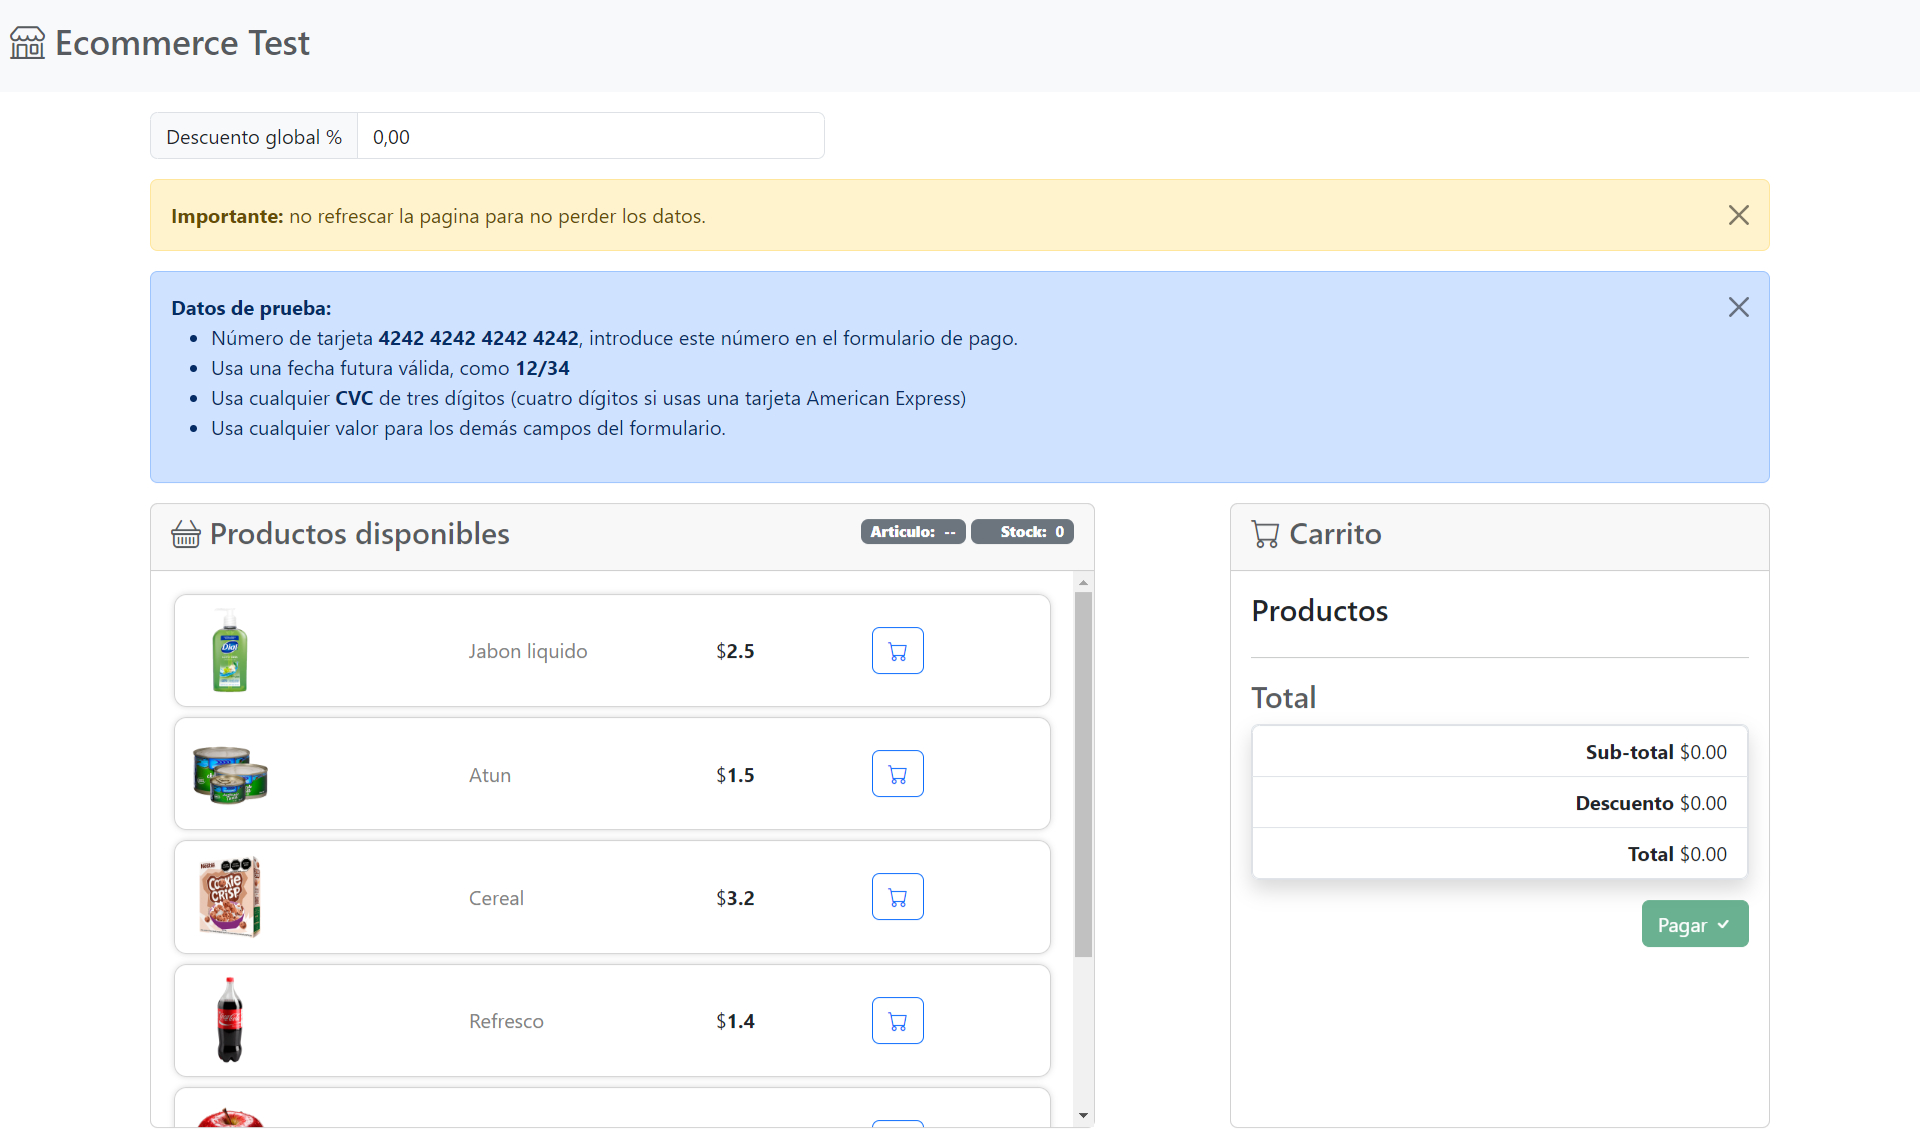 Ecommerce Test
Descuento global % 0,00
Importante: no refrescar la pagina para no perder los datos.
Datos de prueba:
Número de tarjeta 4242 4242 4242 4242, introduce este número en el formulario de pago.
Usa una fecha futura válida, como 12/34
Usa cualquier CVC de tres dígitos (cuatro dígitos si usas una tarjeta American Express)
Usa cualquier valor para los demás campos del formulario.
Productos disponibles
Articulo: --
Stock: 0
Dial
Jabon liquido
$2.5
Atun
$1.5
Nestlé
COOKIE
CRISP
Cereal
$3.2
Refresco
$1.4
Carrito
Productos
Total
Sub-total $0.00
Descuento $0.00
Total $0.00
Pagar